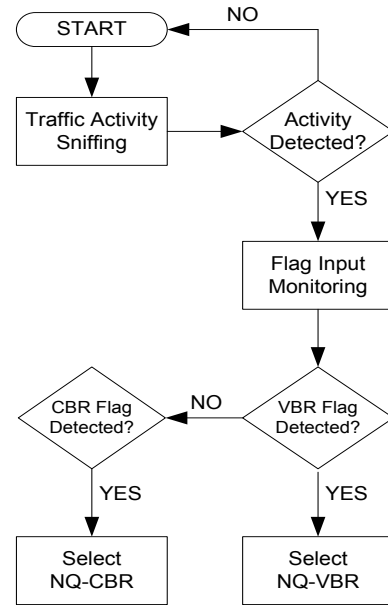 NO
START
Traffic Activity
Sniffing
Activity
Detected?
YES
Flag Input
Monitoring
CBR Flag
Detected?
NO
VBR Flag
Detected?
YES
YES
Select
NQ-CBR
Select
NQ-VBR